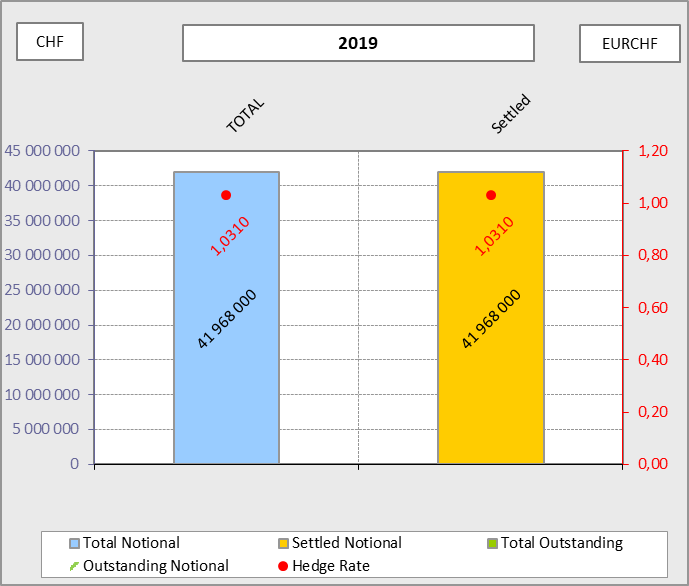 CHF
2019
EURCHF
TOTAL
Settled
45 000 000
40 000 000
35 000 000
30 000 000
25 000 000
20 000 000
15 000 000
10 000 000
5 000 000
0
1,0310
41 968 000
1,0310
41 968 000
1,20
1,00
0,80
0,60
0,40
0,20
0,00
Total Notional
Settled Notional
Total Outstanding
Outstanding Notional
Hedge Rate